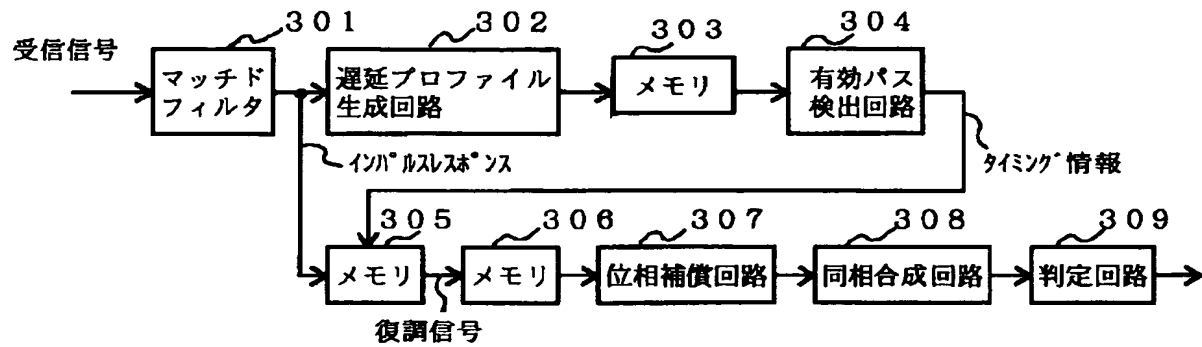 301
302
303
304
受信信号
マッチド
フィルタ
遅延プロファイル
生成回路
メモリ
有効パス
検出回路
インパルスレスポンス
タイミング情報
305
306
307
308
309
メモリ
メモリ
位相補償回路
同相合成回路
判定回路
復調信号